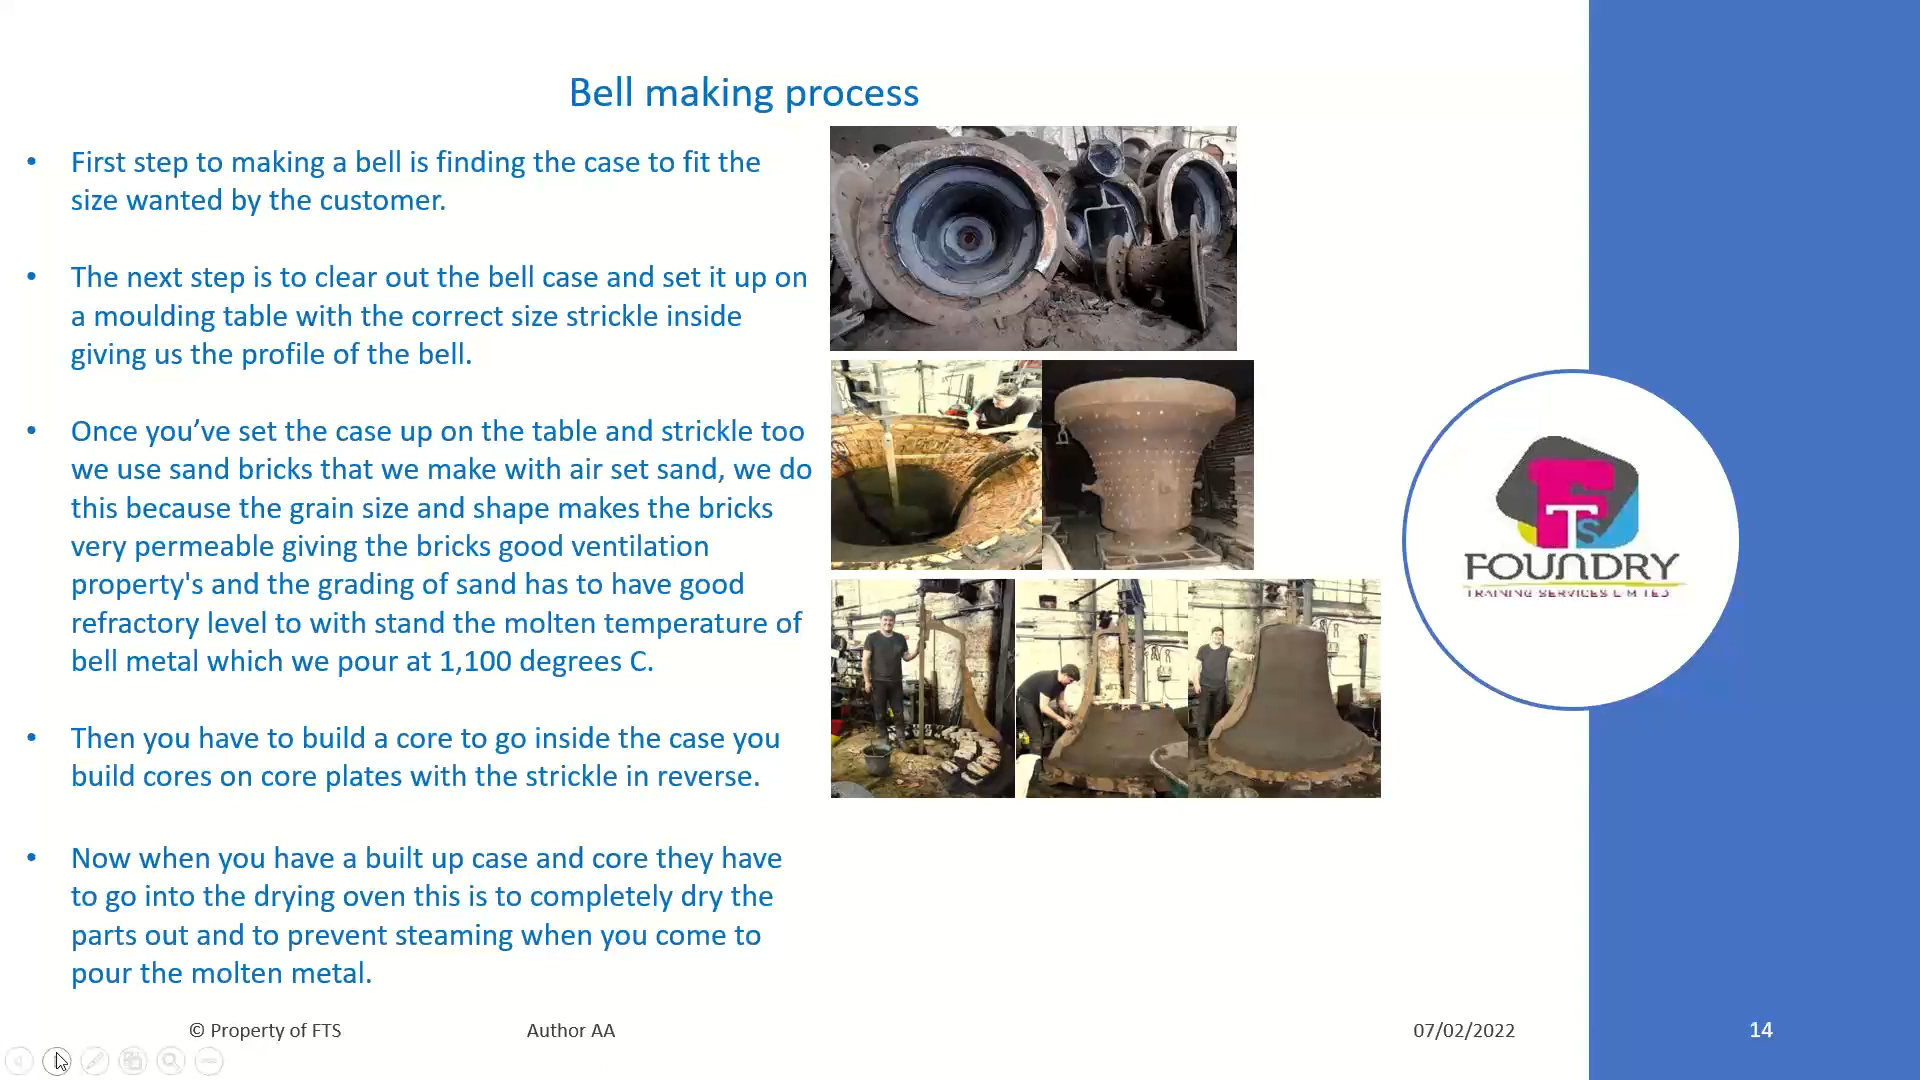 Bell making process
• First step to making a bell is finding the case to fit the
size wanted by the customer.
• The next step is to clear out the bell case and set it up on
a moulding table with the correct size strickle inside
giving us the profile of the bell.
• Once you’ve set the case up on the table and strickle too
we use sand bricks that we make with air set sand, we do
this because the grain size and shape makes the bricks
very permeable giving the bricks good ventilation
property's and the grading of sand has to have good
refractory level to with stand the molten temperature of
bell metal which we pour at 1,100 degrees C.
• Then you have to build a core to go inside the case you
build cores on core plates with the strickle in reverse.
• Now when you have a built up case and core they have
to go into the drying oven this is to completely dry the
parts out and to prevent steaming when you come to
pour the molten metal.
FTS
FOUNDRY
TRAINING SERVICES LIMITED
© Property of FTS
Author AA
07/02/2022
14